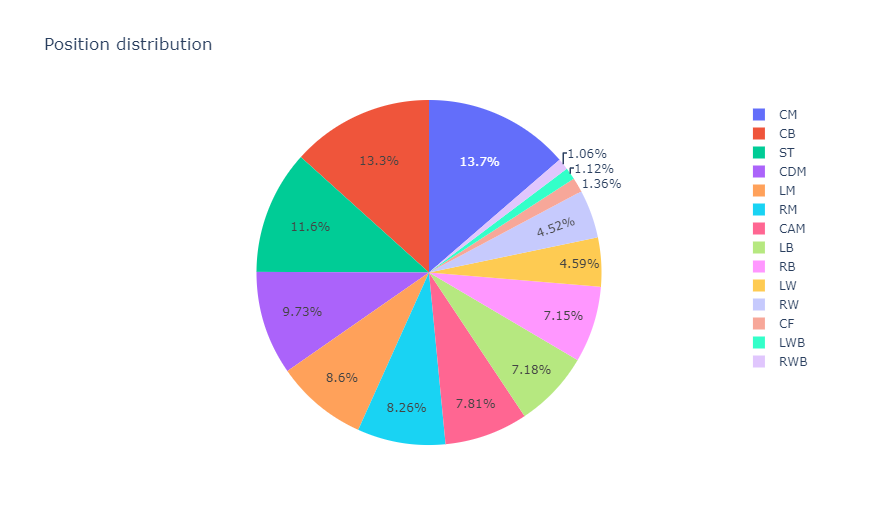 Position distribution
13.7%
13.3%
11.6%
9.73%
8.6%
8.26%
7.81%
7.18%
7.15%
4.59%
4.52%
1.36%
1.12%
1.06%
CM
CB
ST
CDM
LM
RM
CAM
LB
RB
LW
RW
CF
LWB
RWB